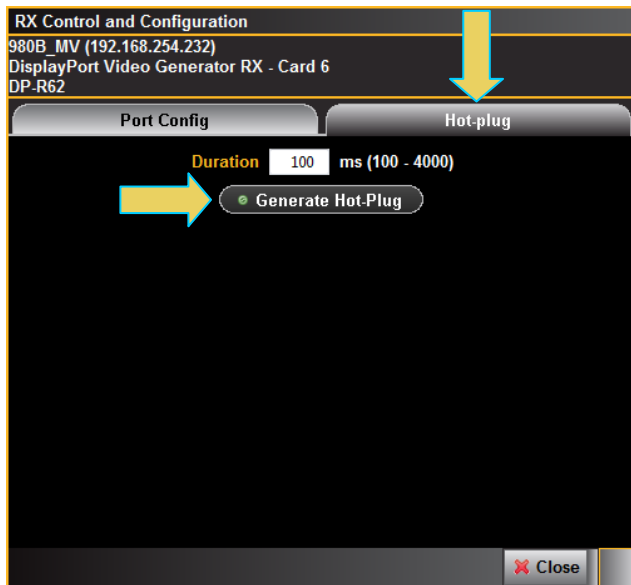 RX Control and Configuration
980B_MV (192.168.254.232)
DisplayPort Video Generator RX - Card 6
DP-R62
Port Config Hot-plug
Duration 100 ms (100 - 4000)
Generate Hot-Plug
Close